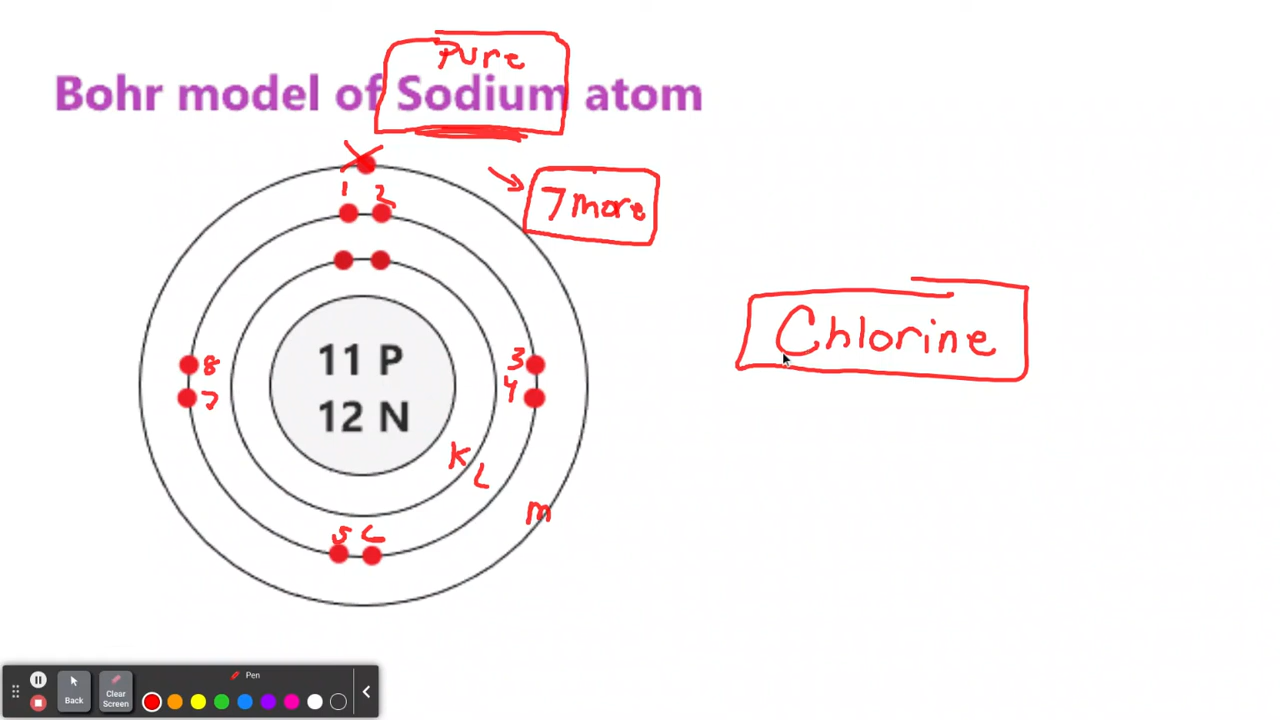 Pure
Bohr model of Sodium atom
7 more
1 2
11 P
12 N
8
7
3
4
K
L
M
5 6
Chlorine
Pen
Back
Clear
Screen